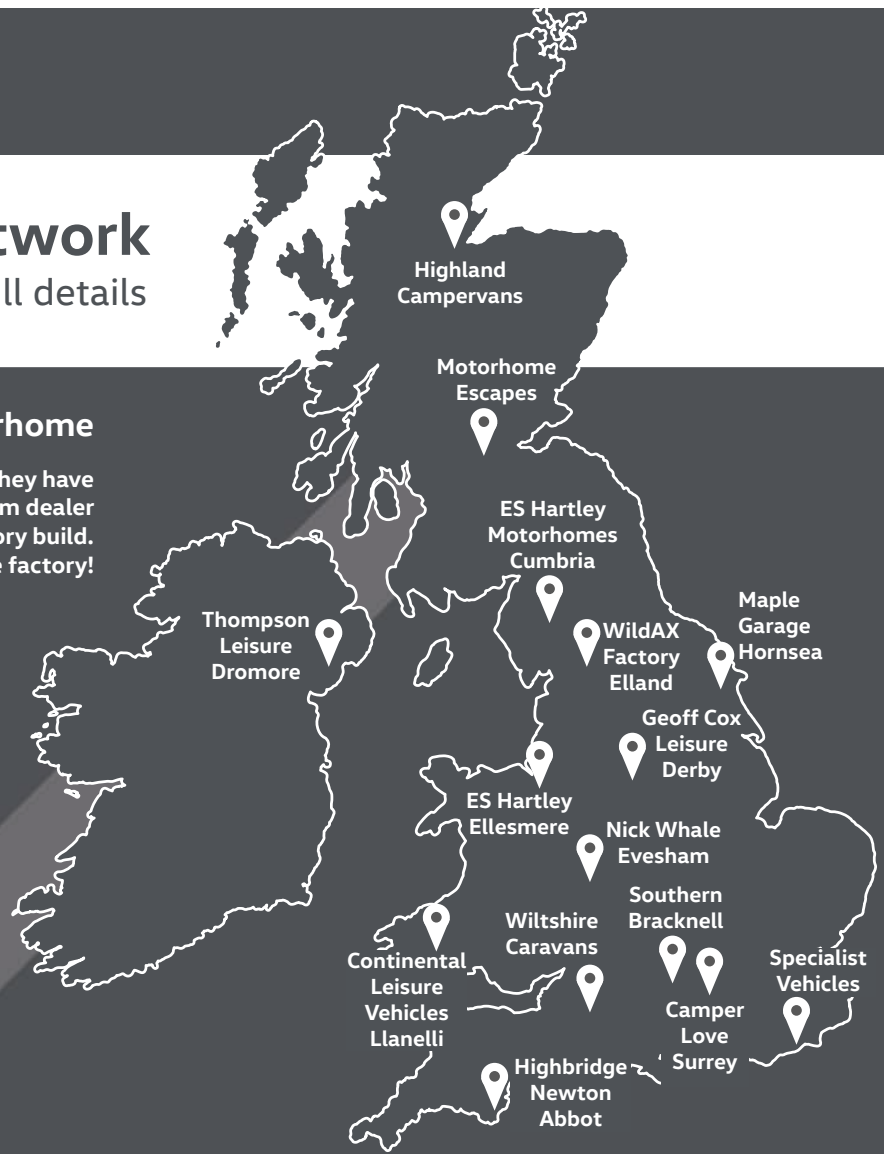 twork
ll details
Highland
Campervans
Motorhome
Escapes
rhome
hey have
m dealer
ory build.
e factory!
ES Hartley
Motorhomes
Cumbria
Thompson
Leisure
Dromore
WildAX
Factory
Elland
Maple
Garage
Hornsea
Geoff Cox
Leisure
Derby
ES Hartley
Ellesmere
Nick Whale
Evesham
Southern
Bracknell
Wiltshire
Caravans
Continental
Leisure
Vehicles
Llanelli
Specialist
Vehicles
Camper
Love
Surrey
Highbridge
Newton
Abbot